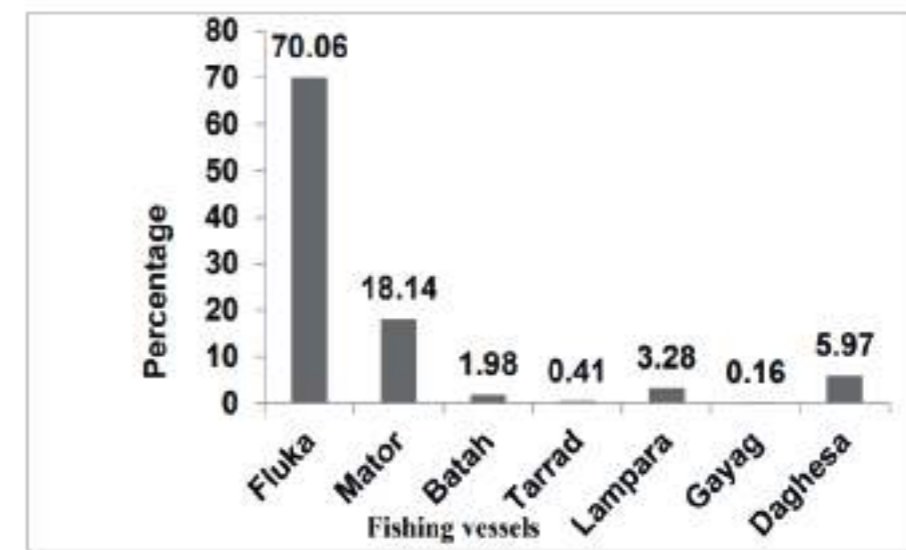 80
70.06
70
60
50
40
30
18.14
20
10
1.98
0.41
3.28
0.16
5.97
0
Percentage
Fluka
Mator
Batah
Tarrad
Lampara
Gayag
Daghesa
Fishing vessels